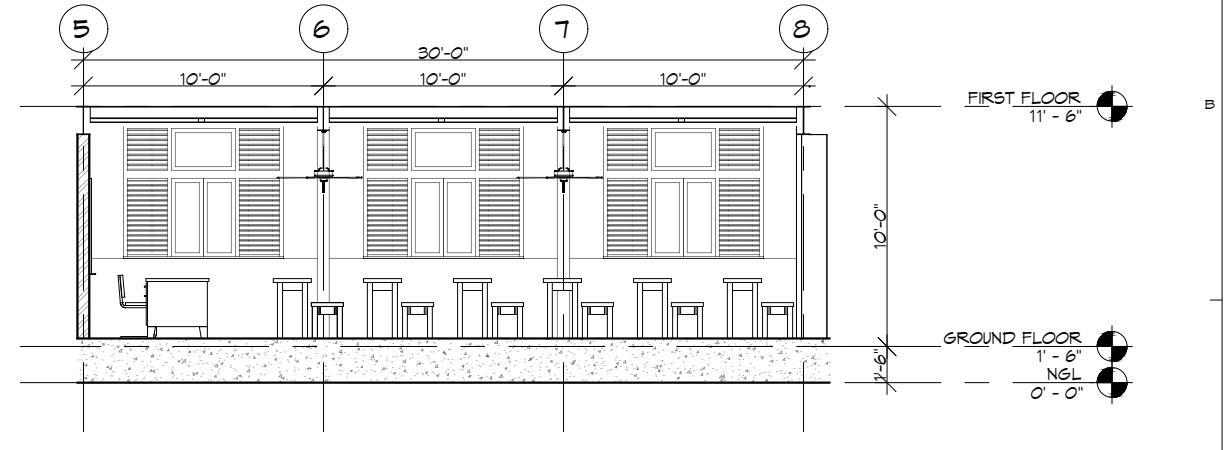 5 6 7 8
30'-0"
10'-0" 10'-0" 10'-0"
FIRST FLOOR
11' - 6"
B
10'-0"
GROUND FLOOR
1' - 6"
1'-6"
NGL
0' - 0"